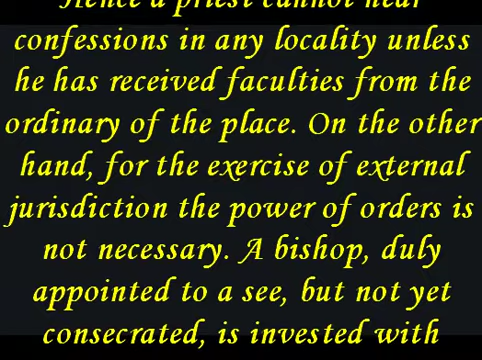 Hence a priest cannot hear
confessions in any locality unless
he has received faculties from the
ordinary of the place. On the other
hand, for the exercise of external
jurisdiction the power of orders is
not necessary. A bishop, duly
appointed to a see, but not yet
consecrated, is invested with